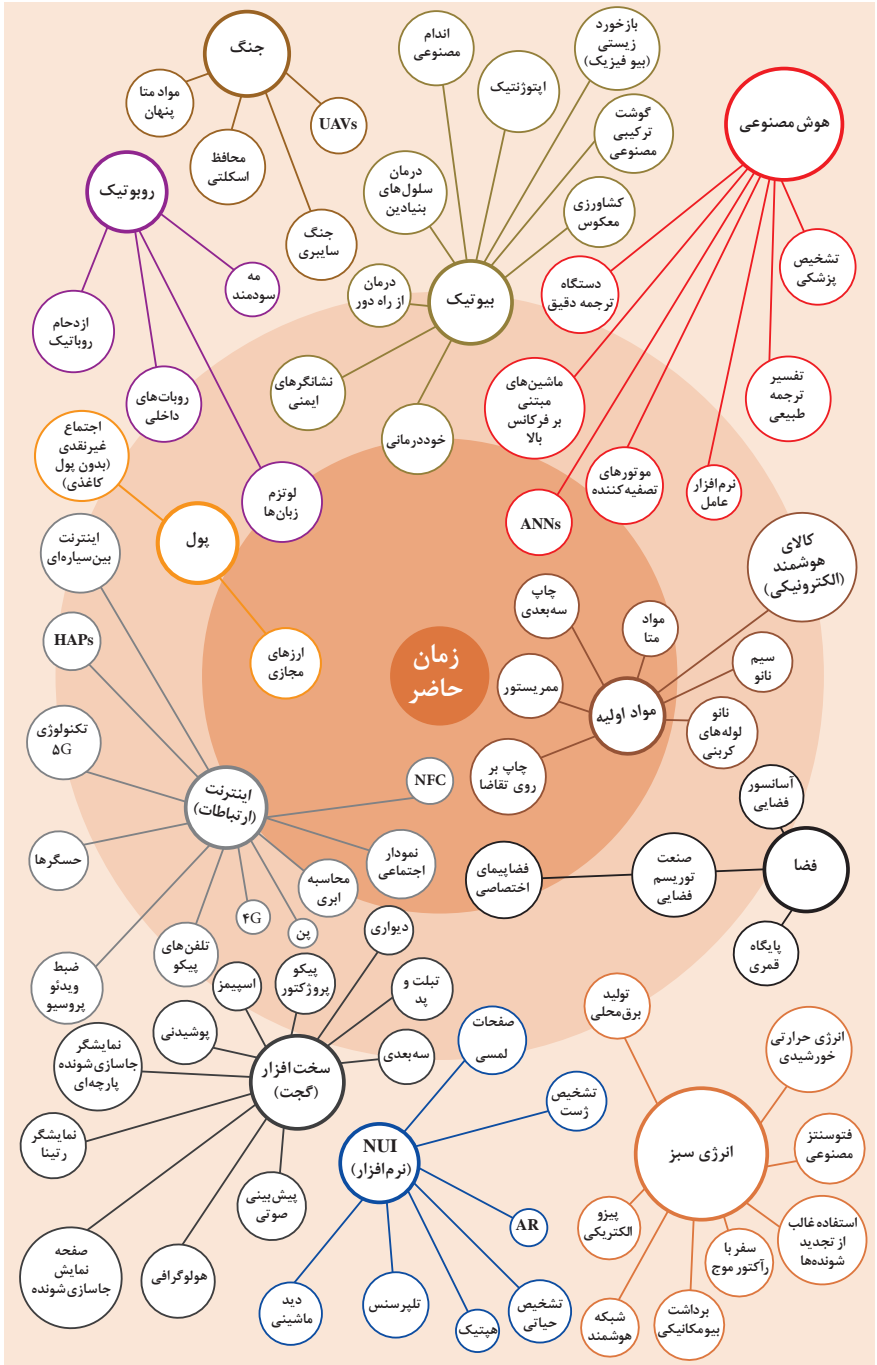 جنگ
مواد متا
پنهان
محافظ
اسکلتی
UAVs
جنگ
سایبری
اندام
مصنوعی
اپتوژنتیک
بازخورد
زیستی
(بیو فیزیک)
گوشت
ترکیبی
مصنوعی
درمان
سلول‌های
بنیادین
کشاورزی
معکوس
بیوتیک
درمان
از راه دور
نشانگرهای
ایمنی
خوددرمانی
هوش مصنوعی
تشخیص
پزشکی
دستگاه
ترجمه دقیق
تفسیر
ترجمه
طبیعی
ماشین‌های
مبتنی
بر فرکانس
بالا
موتورهای
تصفیه‌کننده
نرم‌افزار
عامل
ANNs
روبوتیک
مه
سودمند
ازدحام
روباتیک
روبات‌های
داخلی
لوتزم
زبان‌ها
اجتماع
غیرنقدی
(بدون پول
کاغذی)
پول
ارزهای
مجازی
زمان
حاضر
کالای
هوشمند
(الکترونیکی)
چاپ
سه‌بعدی
مواد
متا
سیم
نانو
ممریستور
مواد اولیه
نانو
لوله‌های
کربنی
چاپ بر
روی تقاضا
اینترنت
بین‌سیاره‌ای
HAPs
تکنولوژی
۵G
اینترنت
(ارتباطات)
NFC
حسگرها
نمودار
اجتماعی
محاسبه
ابری
۴G
پن
تلفن‌های
پیکو
ضبط
ویدئو
پروسیو
آسانسور
فضایی
فضا
صنعت
توریسم
فضایی
فضاپیمای
اختصاصی
پایگاه
قمری
دیواری
پیکو
پروژکتور
اسپیمز
تبلت و
پد
پوشیدنی
سه‌بعدی
نمایشگر
جاسازی‌شونده
پارچه‌ای
سخت‌افزار
(گجت)
نمایشگر
رتینا
پیش‌بینی
صوتی
صفحه
نمایش
جاسازی‌شونده
هولوگرافی
صفحات
لمسی
تشخیص
ژست
NUI
(نرم‌افزار)
AR
دید
ماشینی
تلپرسنس
هپتیک
تشخیص
حیاتی
تولید
برق‌محلی
انرژی حرارتی
خورشیدی
انرژی سبز
فتوسنتز
مصنوعی
پیزو
الکتریکی
استفاده غالب
از تجدید
شونده‌ها
سفر با
رآکتور موج
شبکه
هوشمند
برداشت
بیومکانیکی